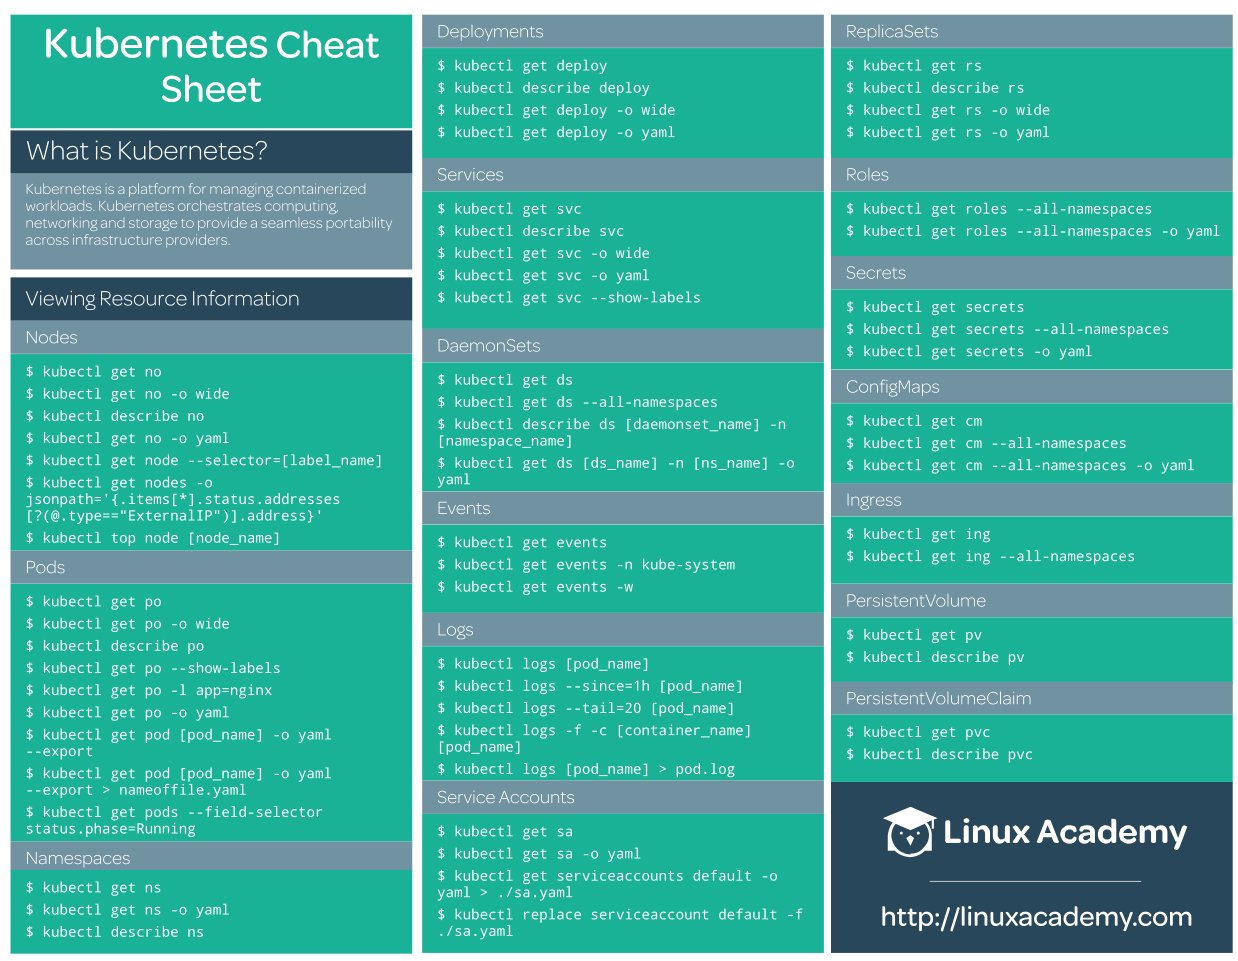 Kubernetes Cheat
Sheet
What is Kubernetes?
Kubernetes is a platform for managing containerized
workloads. Kubernetes orchestrates computing,
networking and storage to provide a seamless portability
across infrastructure providers.
Viewing Resource Information
Nodes
$ kubectl get no
$ kubectl get no -o wide
$ kubectl describe no
$ kubectl get no -o yaml
$ kubectl get node --selector=[label_name]
$ kubectl get nodes -o
jsonpath='{.items[*].status.addresses
[?(@.type=="ExternalIP")].address}'
$ kubectl top node [node_name]
Pods
$ kubectl get po
$ kubectl get po -o wide
$ kubectl describe po
$ kubectl get po --show-labels
$ kubectl get po -l app=nginx
$ kubectl get po -o yaml
$ kubectl get pod [pod_name] -o yaml
--export
$ kubectl get pod [pod_name] -o yaml
--export > nameoffile.yaml
$ kubectl get pods --field-selector
status.phase=Running
Namespaces
$ kubectl get ns
$ kubectl get ns -o yaml
$ kubectl describe ns
Deployments
$ kubectl get deploy
$ kubectl describe deploy
$ kubectl get deploy -o wide
$ kubectl get deploy -o yaml
Services
$ kubectl get svc
$ kubectl describe svc
$ kubectl get svc -o wide
$ kubectl get svc -o yaml
$ kubectl get svc --show-labels
DaemonSets
$ kubectl get ds
$ kubectl get ds --all-namespaces
$ kubectl describe ds [daemonset_name] -n
[namespace_name]
$ kubectl get ds [ds_name] -n [ns_name] -o
yaml
Events
$ kubectl get events
$ kubectl get events -n kube-system
$ kubectl get events -w
Logs
$ kubectl logs [pod_name]
$ kubectl logs --since=1h [pod_name]
$ kubectl logs --tail=20 [pod_name]
$ kubectl logs -f -c [container_name]
[pod_name]
$ kubectl logs [pod_name] > pod.log
Service Accounts
$ kubectl get sa
$ kubectl get sa -o yaml
$ kubectl get serviceaccounts default -o
yaml > ./sa.yaml
$ kubectl replace serviceaccount default -f
./sa.yaml
ReplicaSets
$ kubectl get rs
$ kubectl describe rs
$ kubectl get rs -o wide
$ kubectl get rs -o yaml
Roles
$ kubectl get roles --all-namespaces
$ kubectl get roles --all-namespaces -o yaml
Secrets
$ kubectl get secrets
$ kubectl get secrets --all-namespaces
$ kubectl get secrets -o yaml
ConfigMaps
$ kubectl get cm
$ kubectl get cm --all-namespaces
$ kubectl get cm --all-namespaces -o yaml
Ingress
$ kubectl get ing
$ kubectl get ing --all-namespaces
PersistentVolume
$ kubectl get pv
$ kubectl describe pv
PersistentVolumeClaim
$ kubectl get pvc
$ kubectl describe pvc
Linux Academy
http://linuxacademy.com